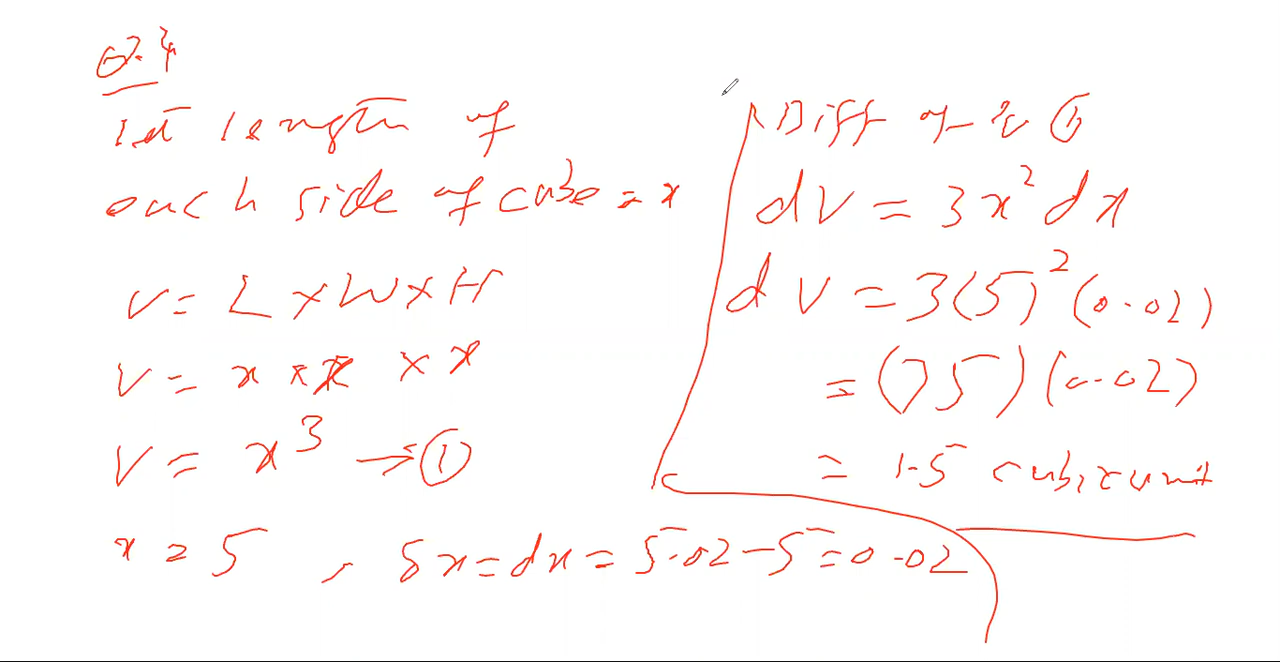 Q.4
Let length of
each side of cube = x
V = L × W × H
V = x × x × x
V = x³ → ①
x = 5 , δx = dx = 5.02 - 5 = 0.02
Diff of ①
dV = 3x² dx
dV = 3(5)² (0.02)
= (75) (0.02)
= 1.5 cubic unit